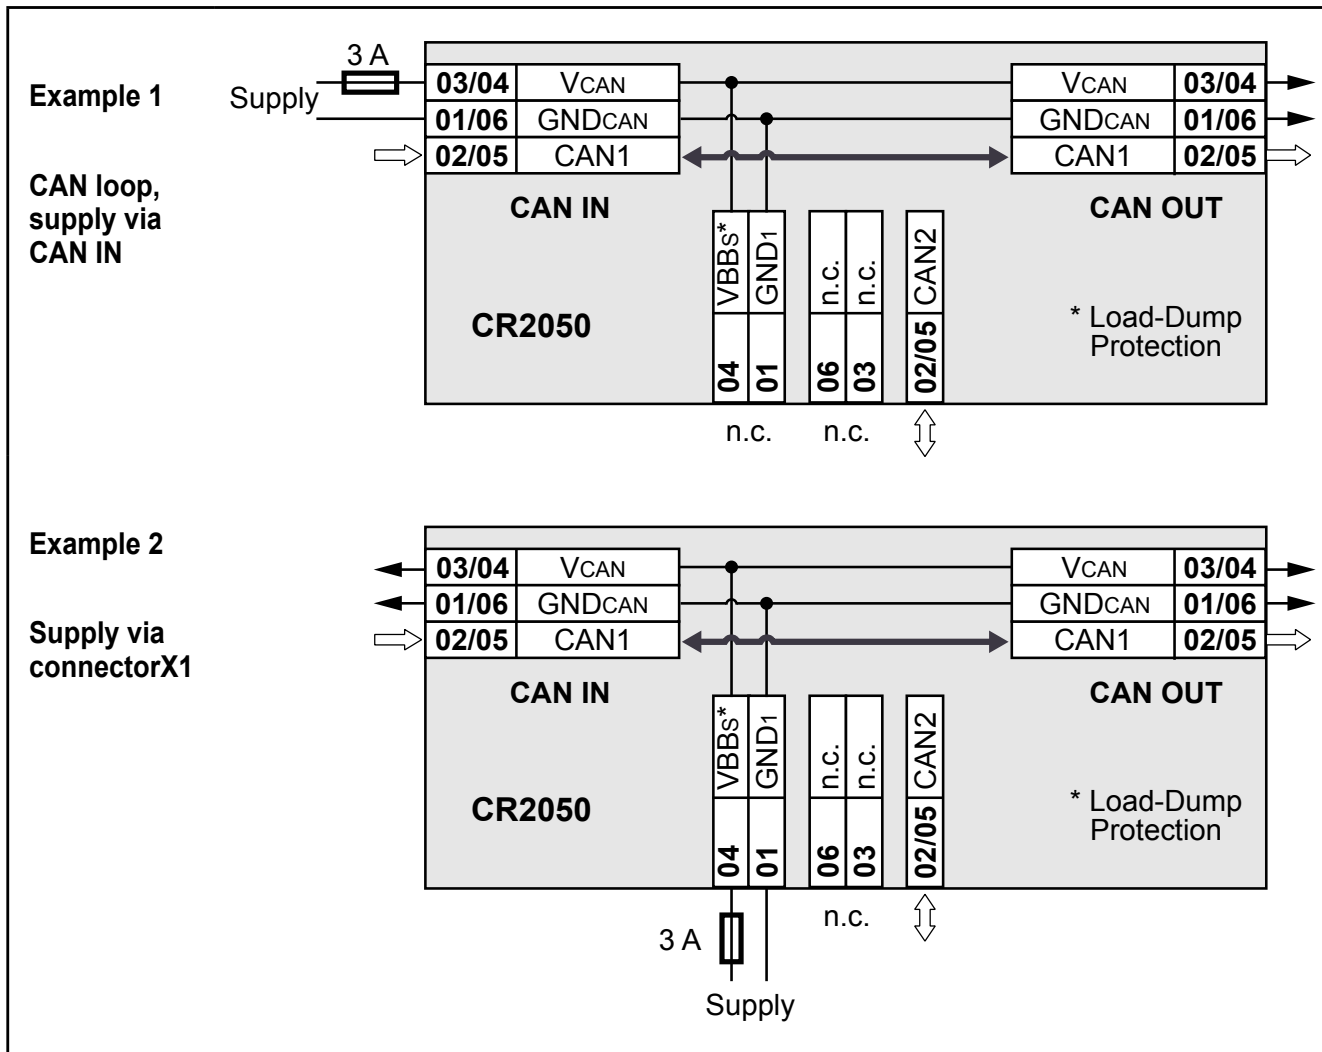 Example 1
CAN loop,
supply via
CAN IN
3 A
Supply
03/04 VCAN
01/06 GNDCAN
02/05 CAN1
CAN IN
VCAN 03/04
GNDCAN 01/06
CAN1 02/05
CAN OUT
CR2050
04 VBBS*
01 GND1
06 n.c.
03 n.c.
02/05 CAN2
* Load-Dump
Protection
n.c.
n.c.
Example 2
Supply via
connectorX1
03/04 VCAN
01/06 GNDCAN
02/05 CAN1
CAN IN
VCAN 03/04
GNDCAN 01/06
CAN1 02/05
CAN OUT
CR2050
04 VBBS*
01 GND1
06 n.c.
03 n.c.
02/05 CAN2
* Load-Dump
Protection
3 A
n.c.
Supply